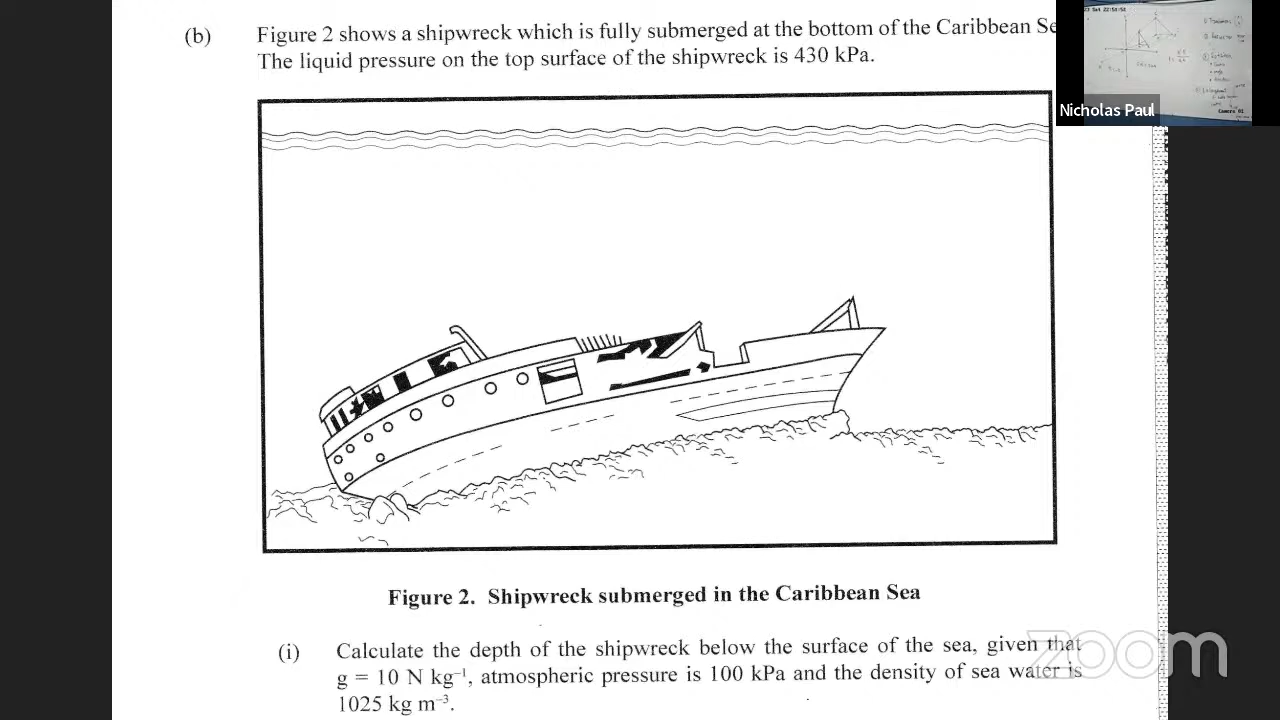 (b) Figure 2 shows a shipwreck which is fully submerged at the bottom of the Caribbean Se
The liquid pressure on the top surface of the shipwreck is 430 kPa.
Nicholas Paul
Figure 2. Shipwreck submerged in the Caribbean Sea
(i) Calculate the depth of the shipwreck below the surface of the sea, given that
g = 10 N kg⁻¹, atmospheric pressure is 100 kPa and the density of sea water is
1025 kg m⁻³.
zoom